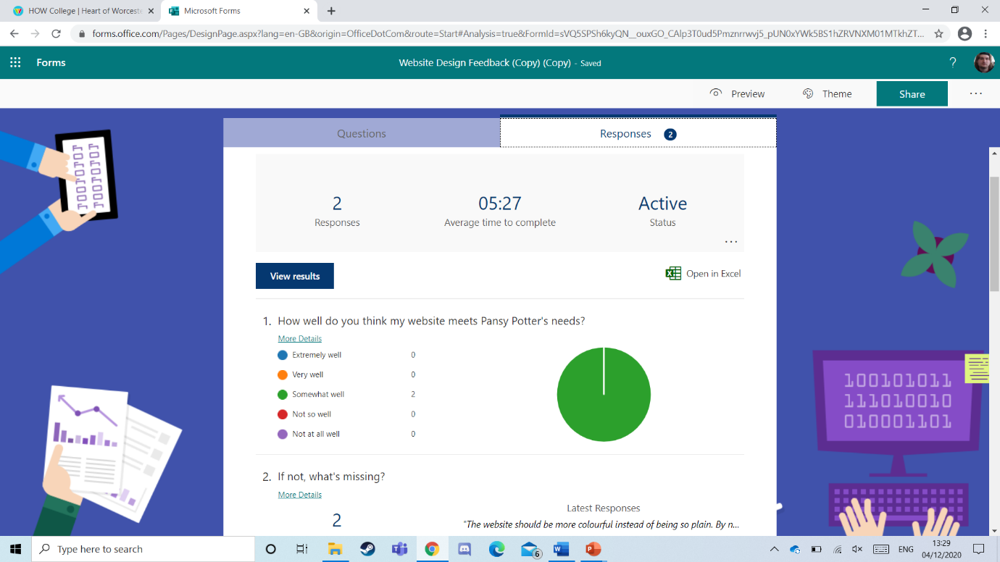 HOW College | Heart of Worceste
Microsoft Forms
forms.office.com/Pages/DesignPage.aspx?lang=en-GB&origin=OfficeDotCom&route=Start#Analysis=true&FormId=sVQ5SPSh6kyQN__ouxGO_CAlp3T0ud5Pmznrrwvj5_pUN0xYWk5BS1hZRVNXM01MTkhZT...
Forms
Website Design Feedback (Copy) (Copy) - Saved
?
Preview
Theme
Share
Questions
Responses 2
2
Responses
05:27
Average time to complete
Active
Status
View results
Open in Excel
1. How well do you think my website meets Pansy Potter's needs?
More Details
Extremely well 0
Very well 0
Somewhat well 2
Not so well 0
Not at all well 0
2. If not, what's missing?
More Details
2
Latest Responses
"The website should be more colourful instead of being so plain. By n...
100101011
111010010
010001101
Type here to search
6
ENG
13:29
04/12/2020